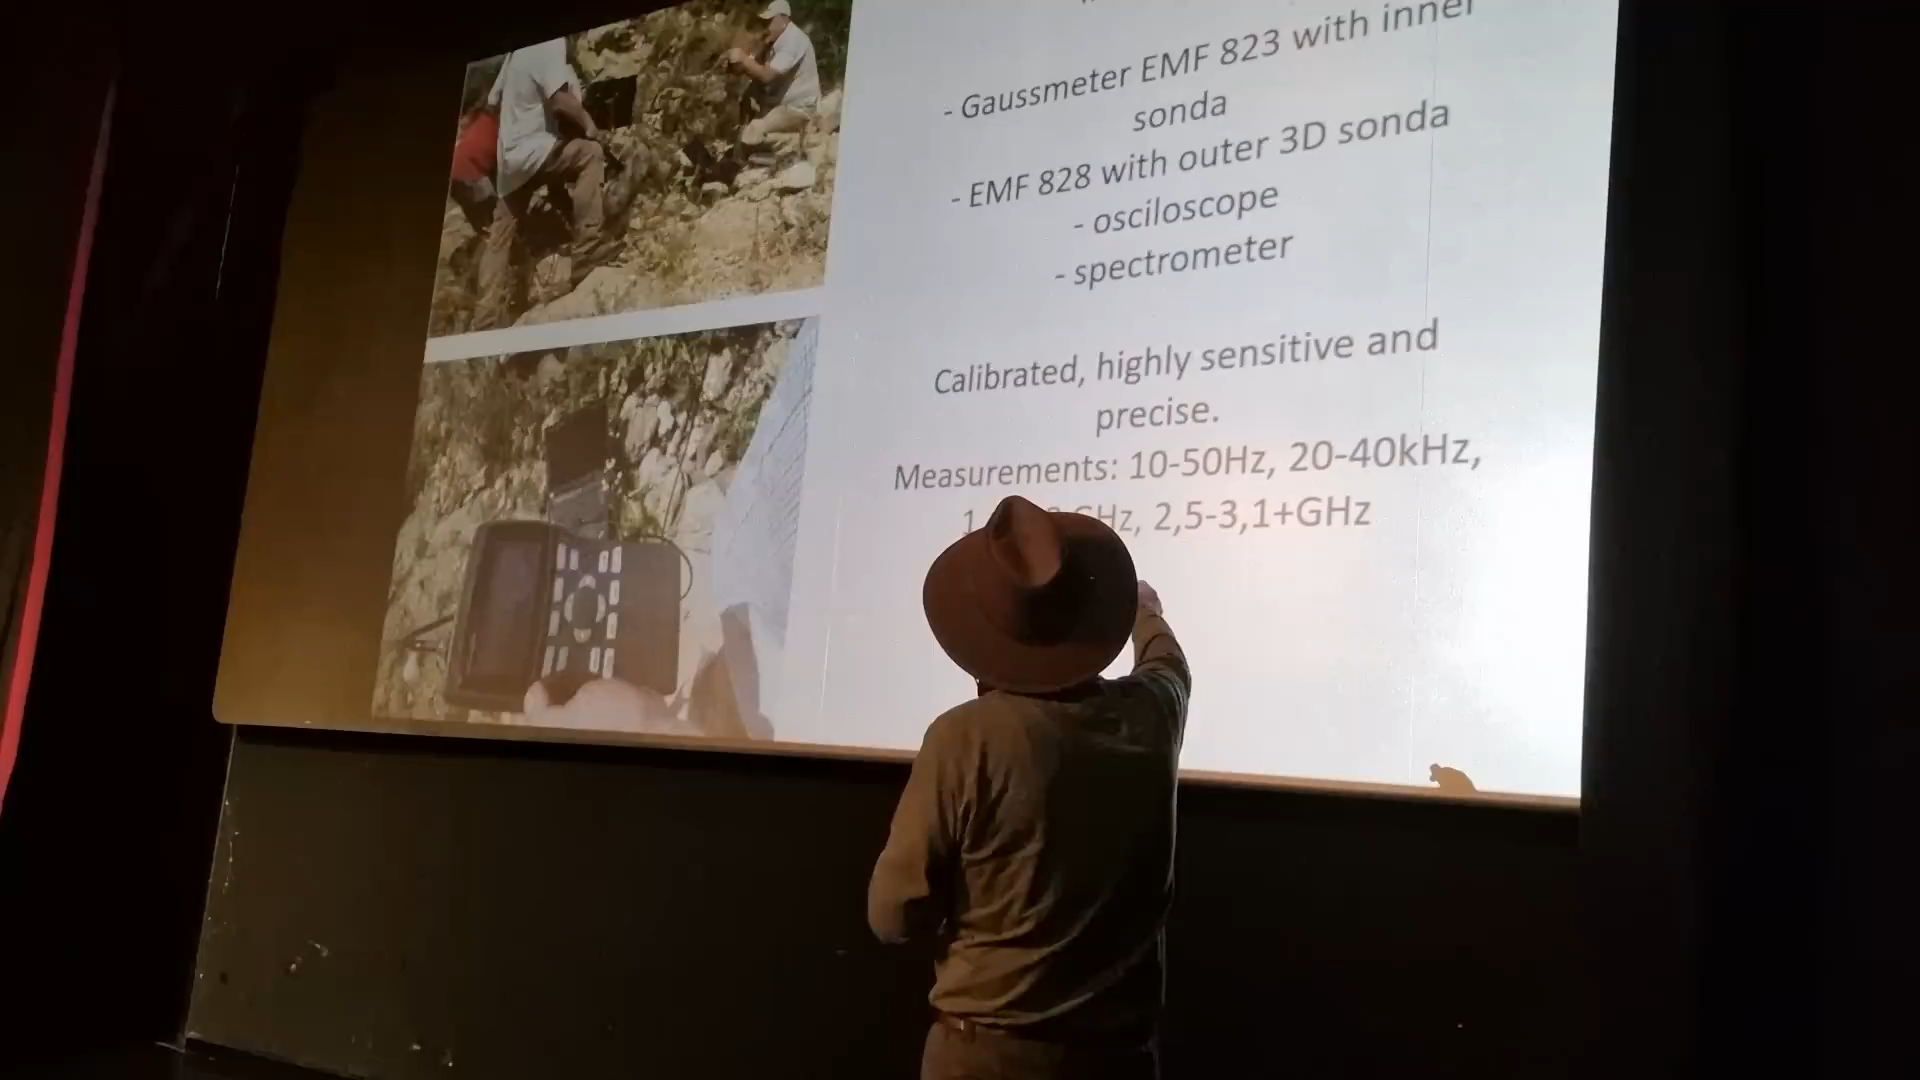 - Gaussmeter EMF 823 with inner
sonda
- EMF 828 with outer 3D sonda
- osciloscope
- spectrometer
Calibrated, highly sensitive and
precise.
Measurements: 10-50Hz, 20-40kHz,
GHz, 2,5-3,1+GHz